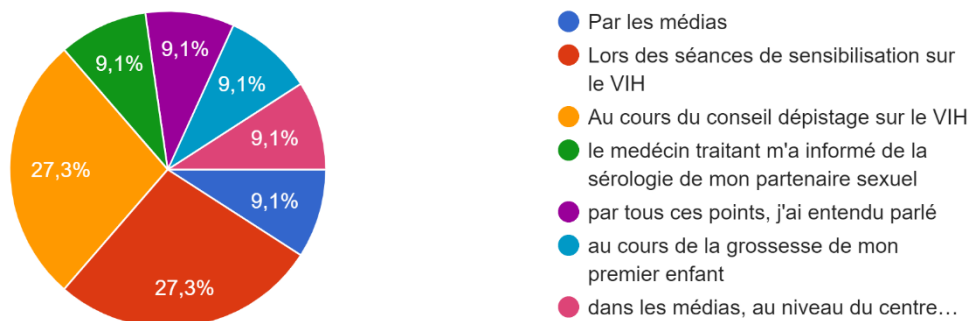 9,1%
9,1%
9,1%
9,1%
27,3%
9,1%
27,3%
Par les médias
Lors des séances de sensibilisation sur
le VIH
Au cours du conseil dépistage sur le VIH
le medécin traitant m'a informé de la
sérologie de mon partenaire sexuel
par tous ces points, j'ai entendu parlé
au cours de la grossesse de mon
premier enfant
dans les médias, au niveau du centre…